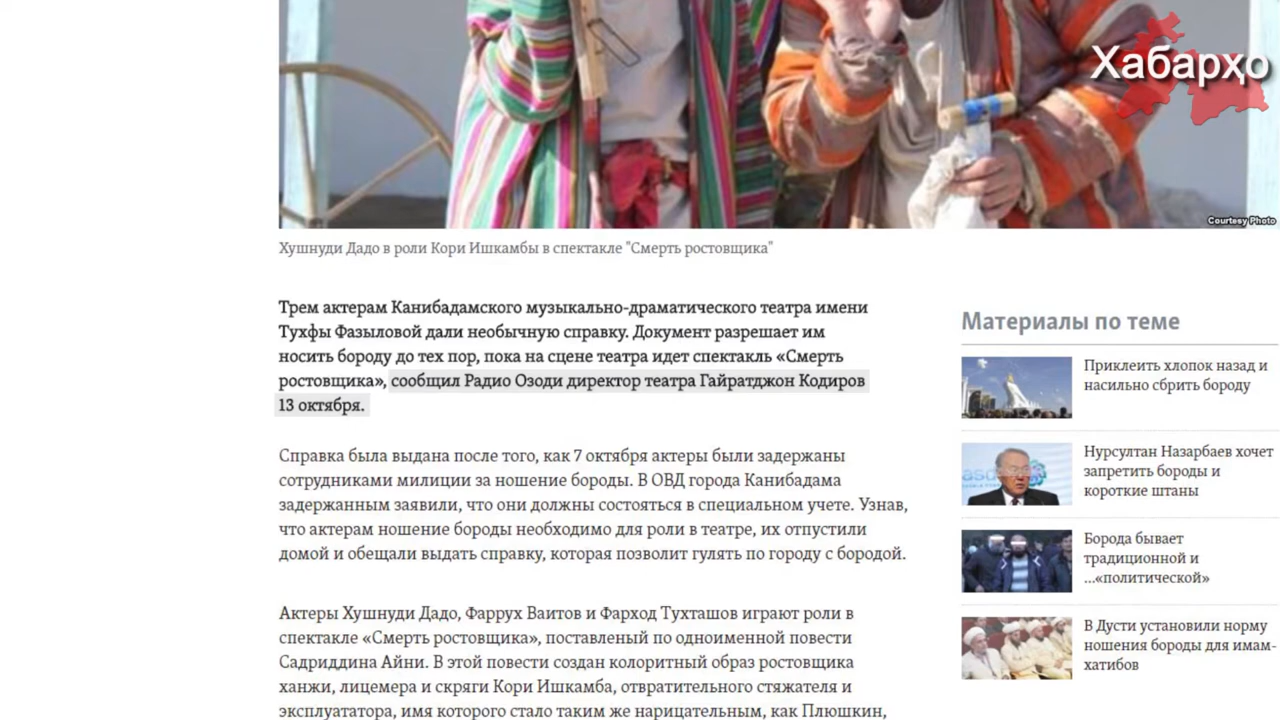 Хабарҳо
Courtesy Photo
Хушнуди Дадо в роли Кори Ишкамбы в спектакле "Смерть ростовщика"
Трем актерам Канибадамского музыкально-драматического театра имени
Тухфы Фазыловой дали необычную справку. Документ разрешает им
носить бороду до тех пор, пока на сцене театра идет спектакль «Смерть
ростовщика», сообщил Радио Озоди директор театра Гайратджон Кодиров
13 октября.
Справка была выдана после того, как 7 октября актеры были задержаны
сотрудниками милиции за ношение бороды. В ОВД города Канибадама
задержанным заявили, что они должны состояться в специальном учете. Узнав,
что актерам ношение бороды необходимо для роли в театре, их отпустили
домой и обещали выдать справку, которая позволит гулять по городу с бородой.
Актеры Хушнуди Дадо, Фаррух Ваитов и Фарход Тухташов играют роли в
спектакле «Смерть ростовщика», поставленый по одноименной повести
Садриддина Айни. В этой повести создан колоритный образ ростовщика
ханжи, лицемера и скряги Кори Ишкамба, отвратительного стяжателя и
эксплуататора, имя которого стало таким же нарицательным, как Плюшкин,
Материалы по теме
Приклеить хлопок назад и
насильно сбрить бороду
Нурсултан Назарбаев хочет
запретить бороды и
короткие штаны
Борода бывает
традиционной и
...«политической»
В Дусти установили норму
ношения бороды для имам-
хатибов